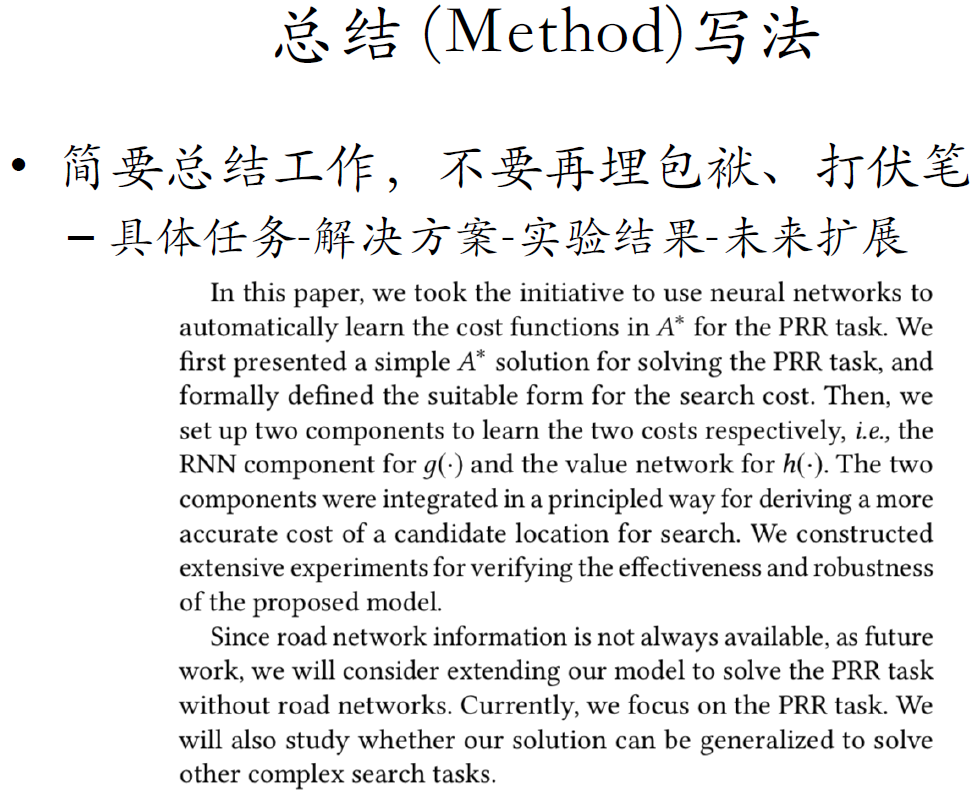 总结(Method)写法
• 简要总结工作，不要再埋包袱、打伏笔
– 具体任务-解决方案-实验结果-未来扩展
In this paper, we took the initiative to use neural networks to
automatically learn the cost functions in A* for the PRR task. We
first presented a simple A* solution for solving the PRR task, and
formally defined the suitable form for the search cost. Then, we
set up two components to learn the two costs respectively, i.e., the
RNN component for g(·) and the value network for h(·). The two
components were integrated in a principled way for deriving a more
accurate cost of a candidate location for search. We constructed
extensive experiments for verifying the effectiveness and robustness
of the proposed model.
Since road network information is not always available, as future
work, we will consider extending our model to solve the PRR task
without road networks. Currently, we focus on the PRR task. We
will also study whether our solution can be generalized to solve
other complex search tasks.